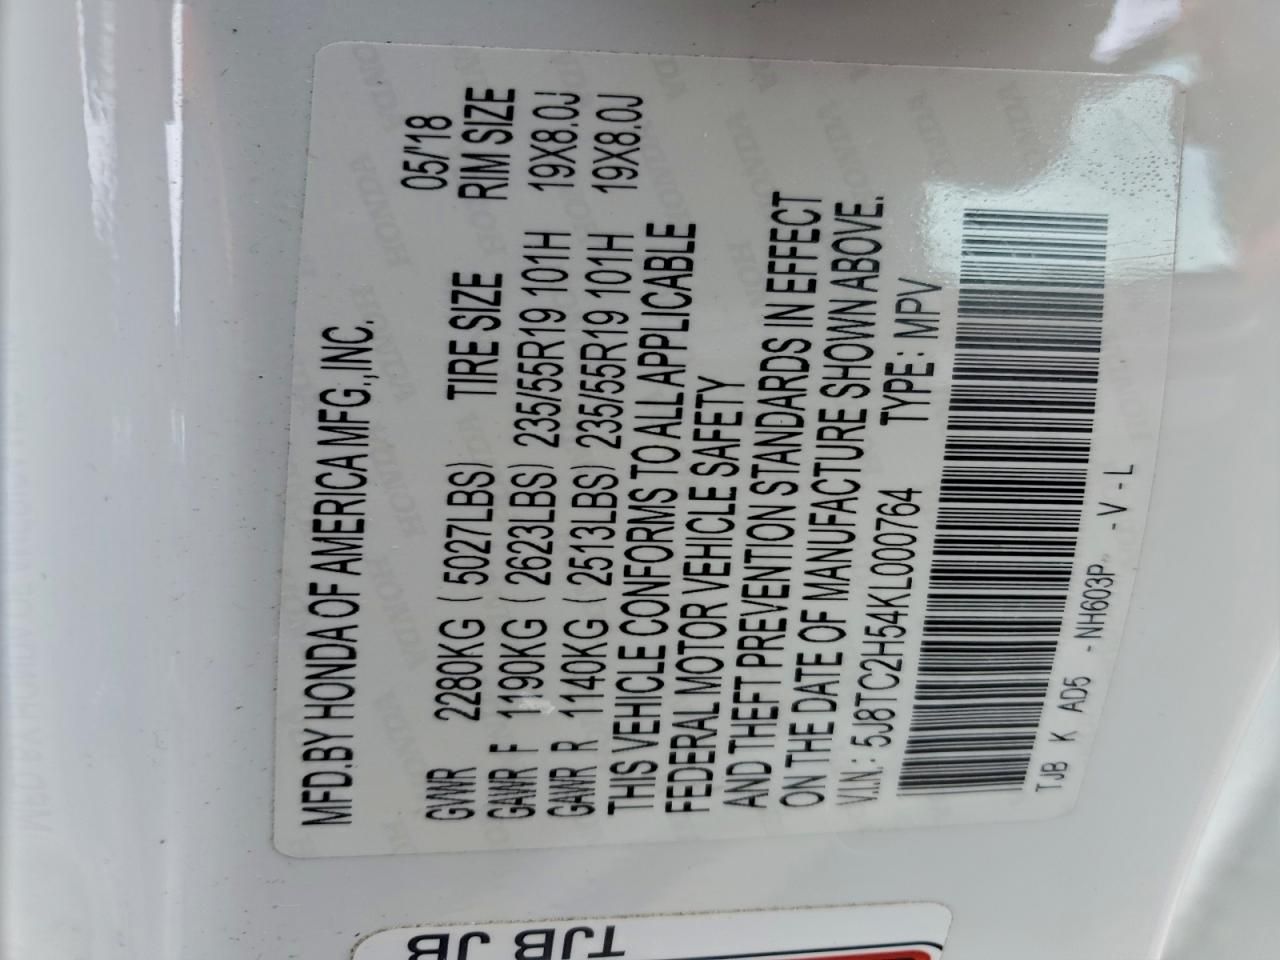 MFD.BY HONDA OF AMERICA MFG.,INC.
05/'18
GVWR 2280KG ( 5027LBS) TIRE SIZE RIM SIZE
GAWR F 1190KG ( 2623LBS) 235/55R19 101H 19X8.0J
GAWR R 1140KG ( 2513LBS) 235/55R19 101H 19X8.0J
THIS VEHICLE CONFORMS TO ALL APPLICABLE
FEDERAL MOTOR VEHICLE SAFETY
AND THEFT PREVENTION STANDARDS IN EFFECT
ON THE DATE OF MANUFACTURE SHOWN ABOVE.
V.I.N.: 5J8TC2H54KL000764 TYPE: MPV
TJB K AD5 - NH603P - V - L
TJB
JB